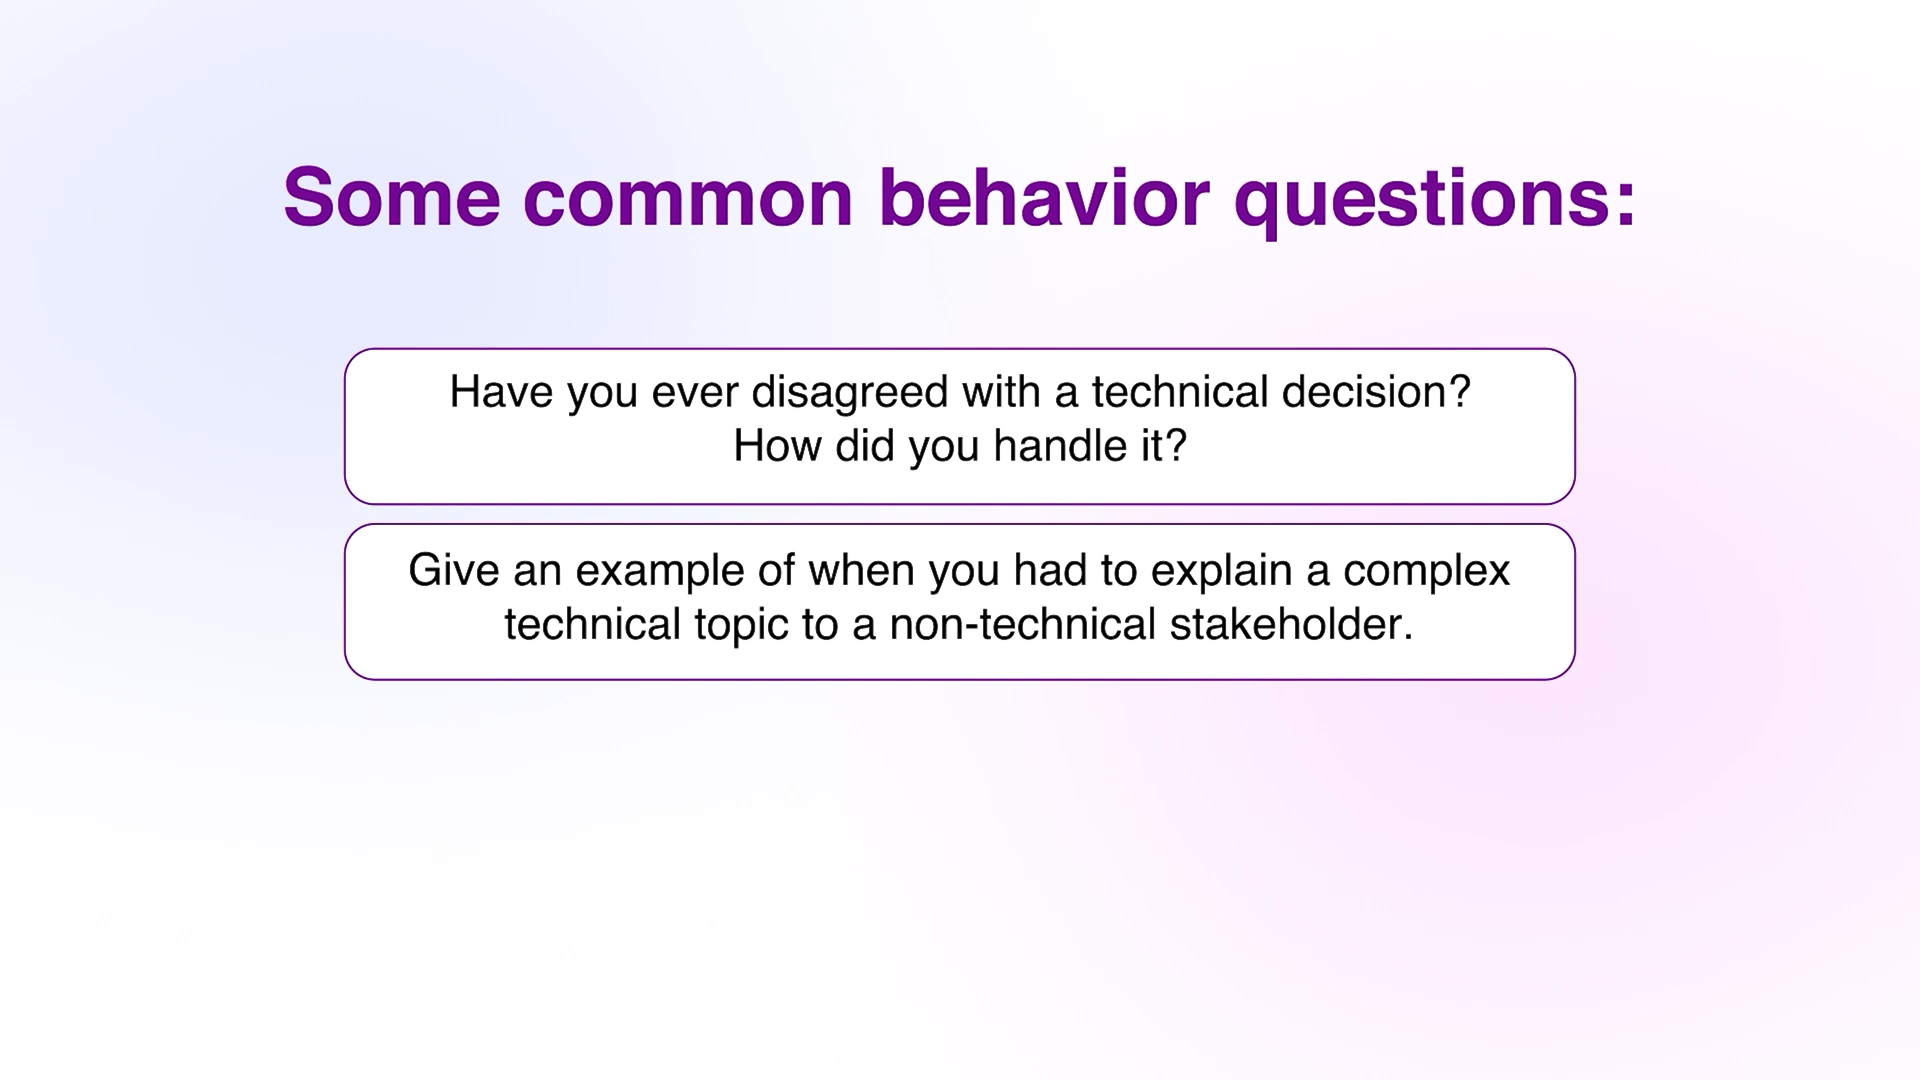 Some common behavior questions:
Have you ever disagreed with a technical decision?
How did you handle it?
Give an example of when you had to explain a complex
technical topic to a non-technical stakeholder.